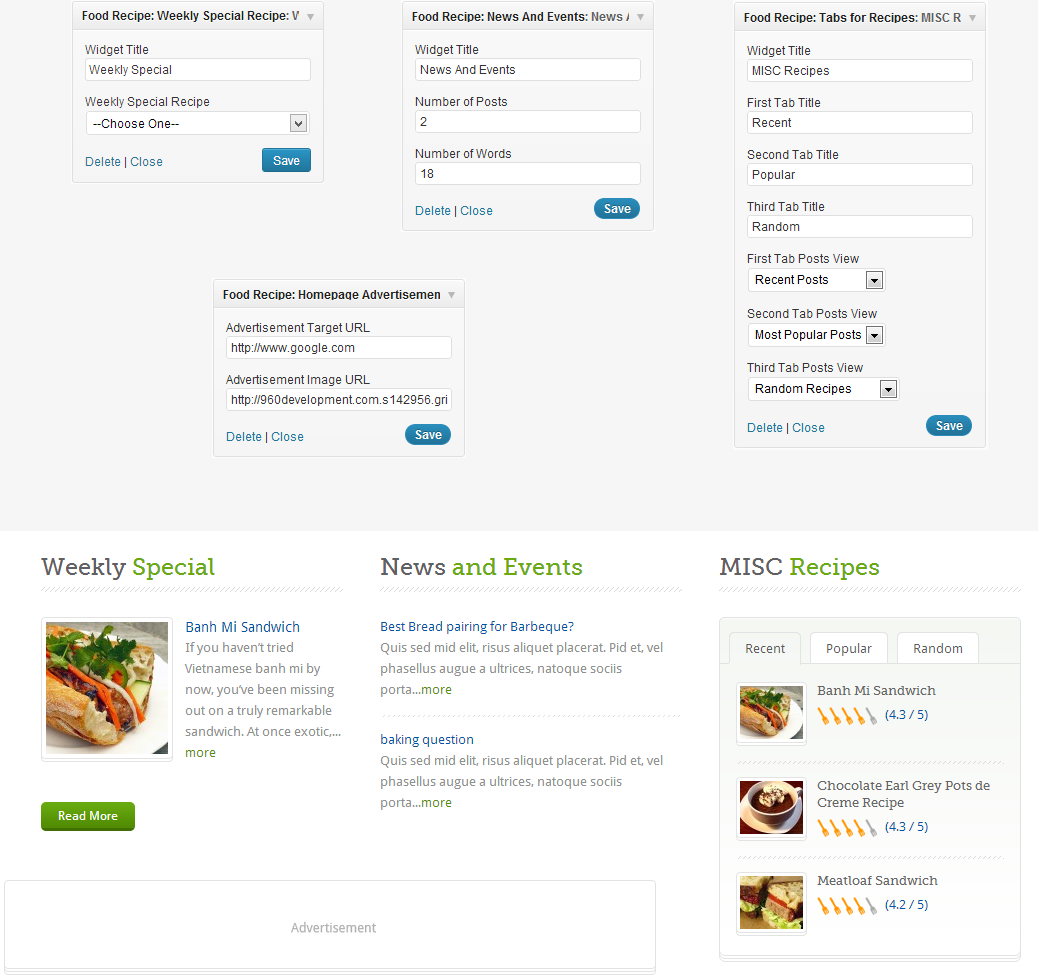 Food Recipe: Weekly Special Recipe: W
Widget Title
Weekly Special
Weekly Special Recipe
--Choose One--
Delete | Close
Save
Food Recipe: News And Events: News A
Widget Title
News And Events
Number of Posts
2
Number of Words
18
Delete | Close
Save
Food Recipe: Tabs for Recipes: MISC R
Widget Title
MISC Recipes
First Tab Title
Recent
Second Tab Title
Popular
Third Tab Title
Random
First Tab Posts View
Recent Posts
Second Tab Posts View
Most Popular Posts
Third Tab Posts View
Random Recipes
Delete | Close
Save
Food Recipe: Homepage Advertisemen
Advertisement Target URL
http://www.google.com
Advertisement Image URL
http://960development.com.s142956.gri
Delete | Close
Save
Weekly Special
Banh Mi Sandwich
If you haven’t tried
Vietnamese banh mi by
now, you’ve been missing
out on a truly remarkable
sandwich. At once exotic,...
more
Read More
News and Events
Best Bread pairing for Barbeque?
Quis sed mid elit, risus aliquet placerat. Pid et, vel
phasellus augue a ultrices, natoque sociis
porta...more
baking question
Quis sed mid elit, risus aliquet placerat. Pid et, vel
phasellus augue a ultrices, natoque sociis
porta...more
MISC Recipes
Recent
Popular
Random
Banh Mi Sandwich
(4.3 / 5)
Chocolate Earl Grey Pots de
Creme Recipe
(4.3 / 5)
Meatloaf Sandwich
(4.2 / 5)
Advertisement